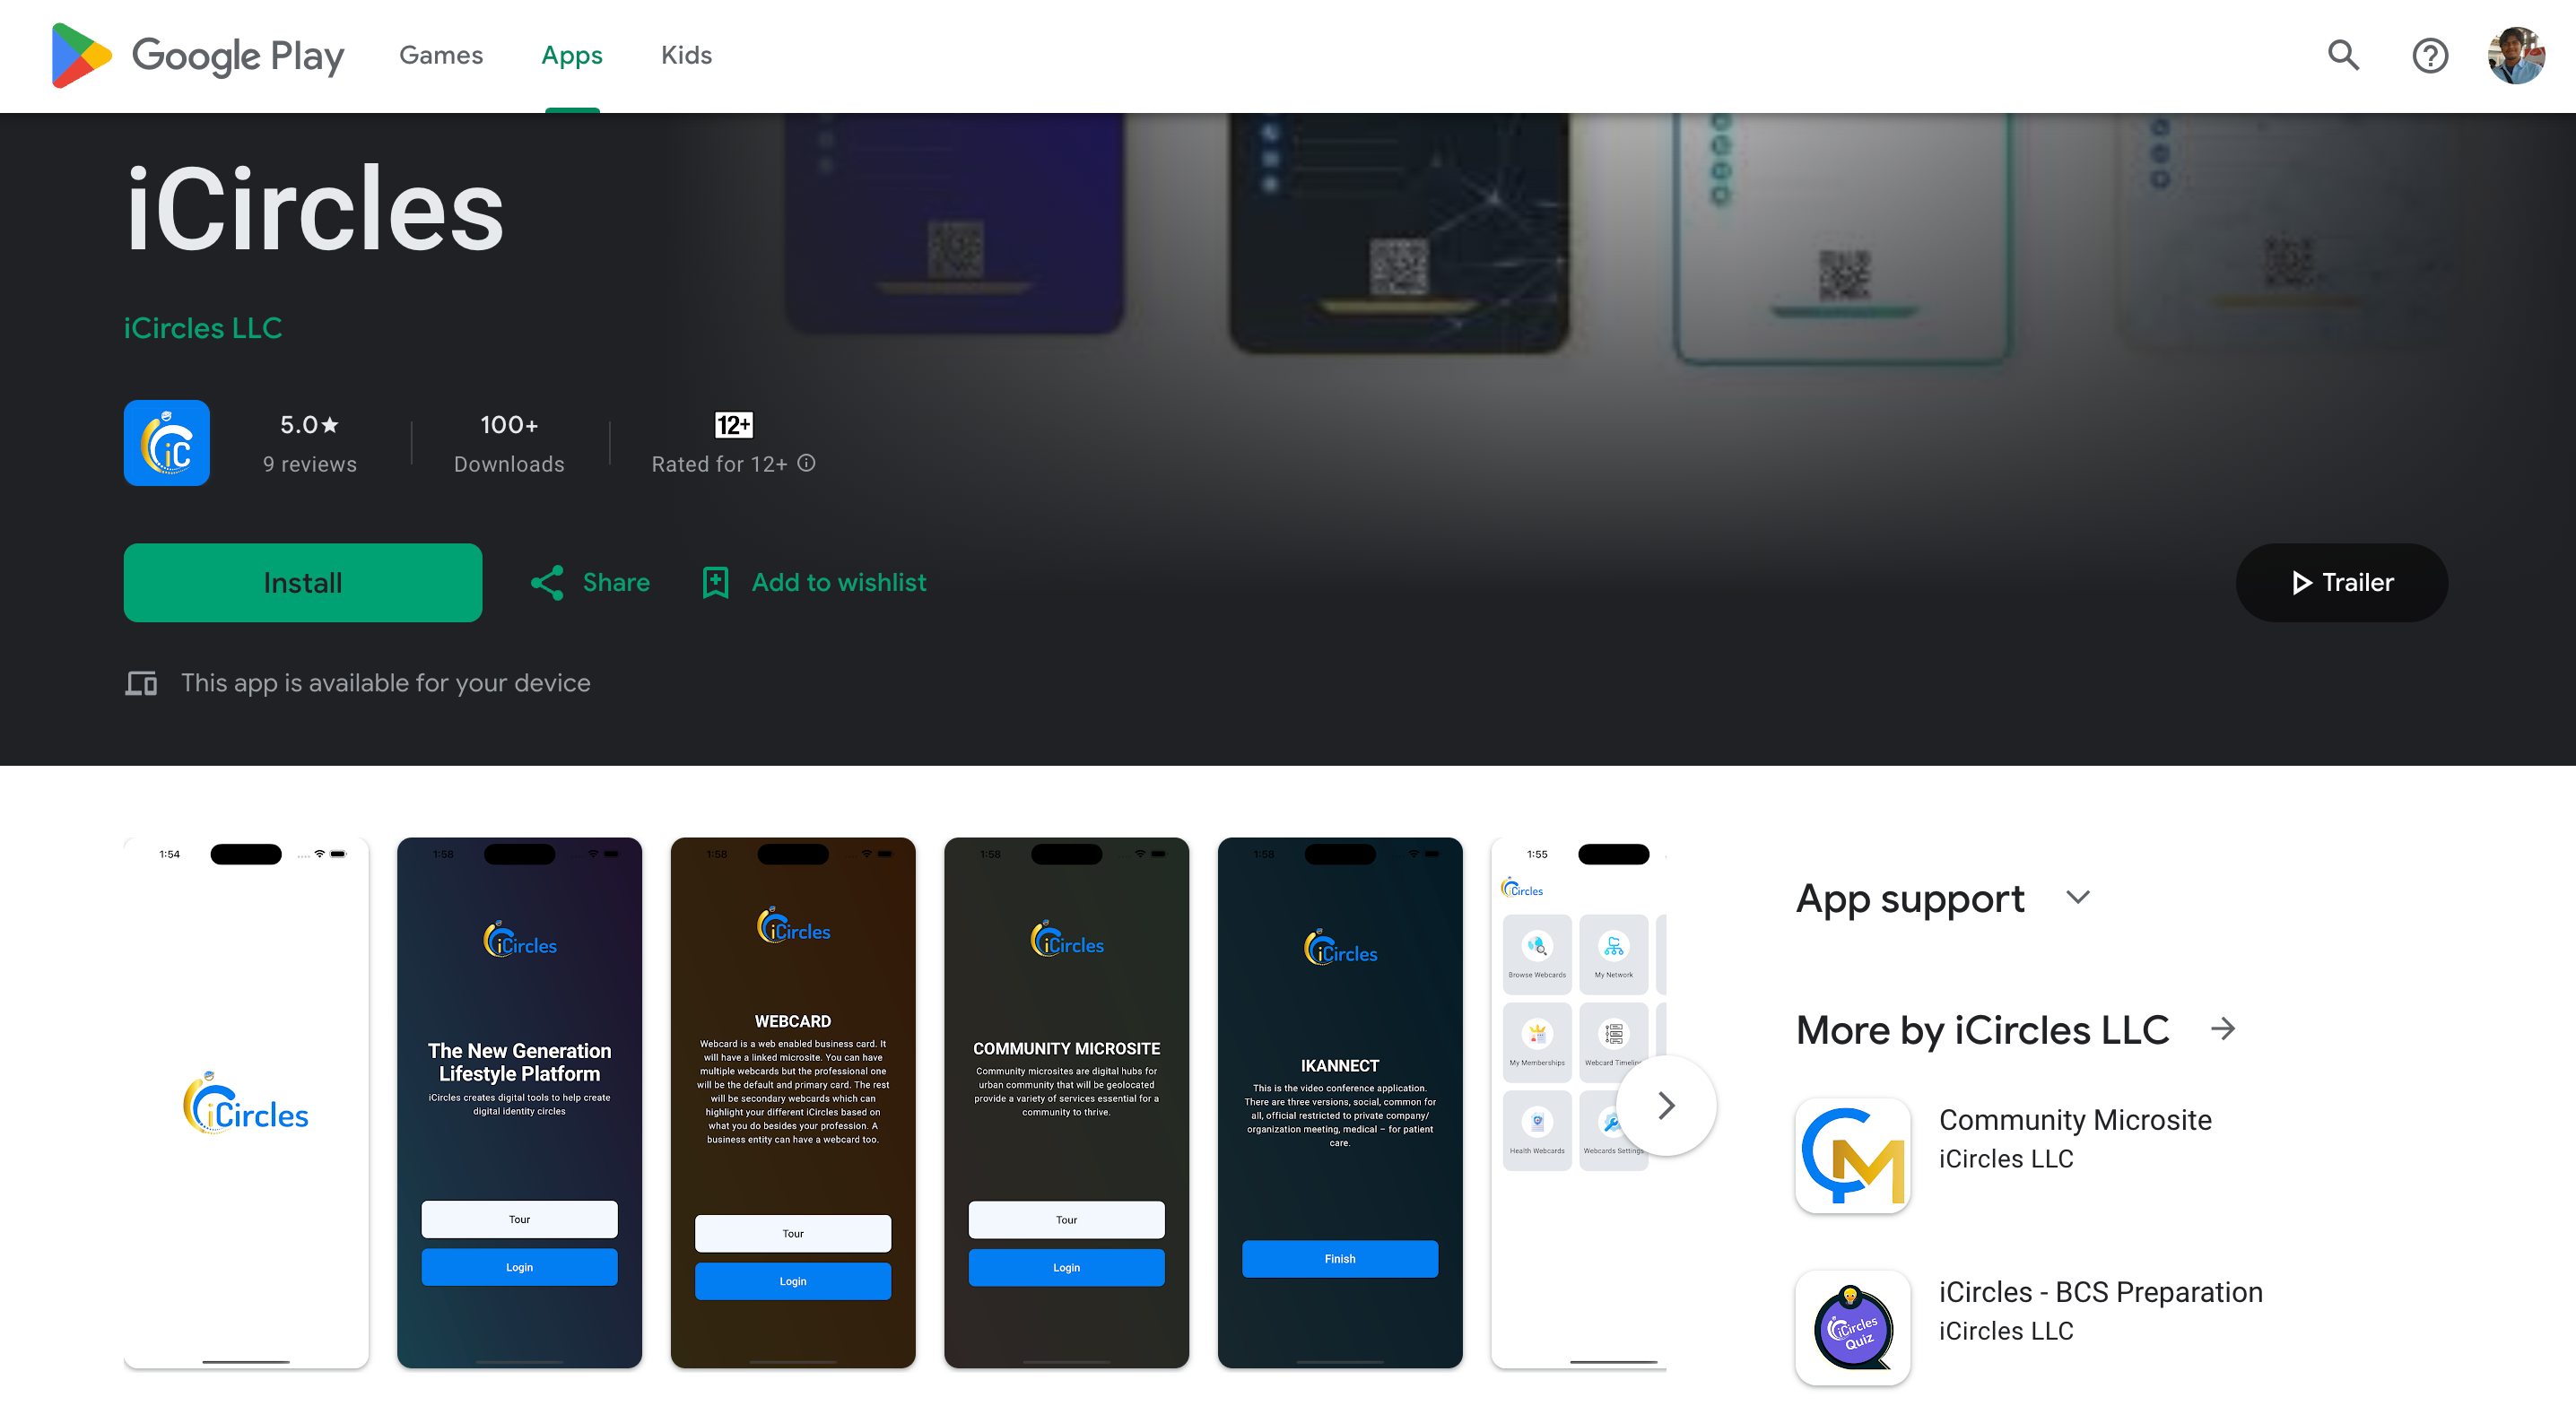 Google Play
Games
Apps
Kids
iCircles
iCircles LLC
iC
5.0★
9 reviews
100+
Downloads
12+
Rated for 12+
Install
Share
Add to wishlist
Trailer
This app is available for your device
1:54
iCircles
1:58
iCircles
The New Generation
Lifestyle Platform
iCircles creates digital tools to help create
digital identity circles
Tour
Login
1:58
iCircles
WEBCARD
Webcard is a web enabled business card. It
will have a linked microsite. You can have
multiple webcards but the professional one
will be the default and primary card. The rest
will be secondary webcards which can
highlight your different iCircles based on
what you do besides your profession. A
business entity can have a webcard too.
Tour
Login
1:58
iCircles
COMMUNITY MICROSITE
Community microsites are digital hubs for
urban community that will be geolocated
provide a variety of services essential for a
community to thrive.
Tour
Login
1:58
iCircles
IKANNECT
This is the video conference application.
There are three versions, social, common for
all, official restricted to private company/
organization meeting, medical – for patient
care.
Finish
1:55
iCircles
Browse Webcards
My Network
My Memberships
Webcard Timeline
Health Webcards
Webcards Settings
App support
More by iCircles LLC
CM
Community Microsite
iCircles LLC
iCircles
Quiz
iCircles - BCS Preparation
iCircles LLC